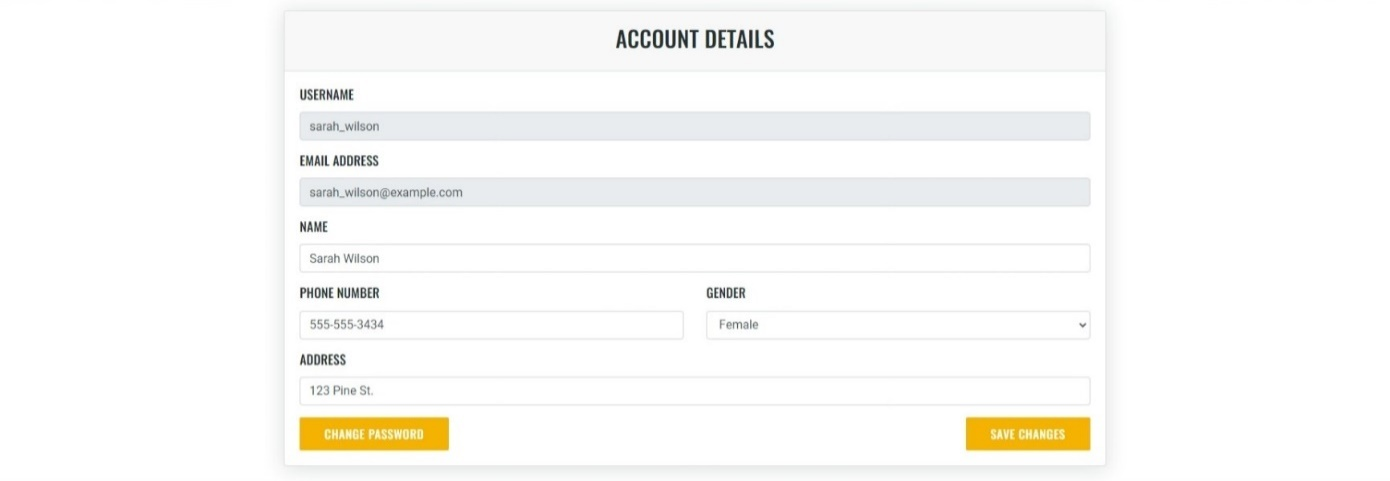 ACCOUNT DETAILS
USERNAME
sarah_wilson
EMAIL ADDRESS
sarah_wilson@example.com
NAME
Sarah Wilson
PHONE NUMBER GENDER
555-555-3434 Female
ADDRESS
123 Pine St.
CHANGE PASSWORD SAVE CHANGES